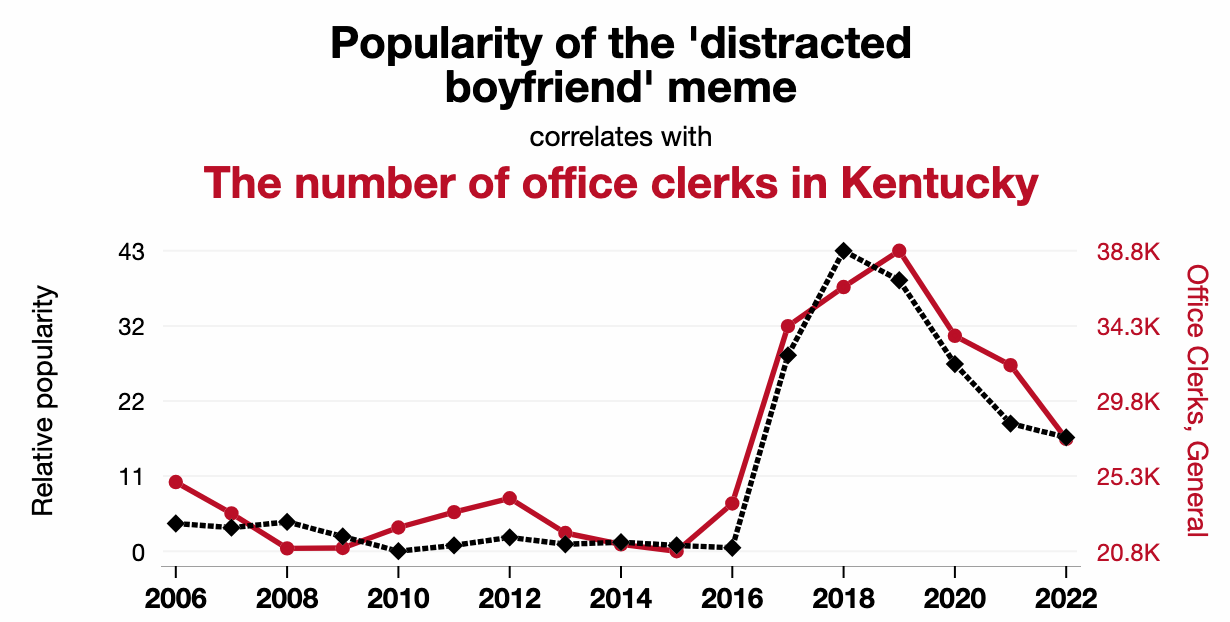 Popularity of the 'distracted
boyfriend' meme
correlates with
The number of office clerks in Kentucky
Relative popularity
43
32
22
11
0
38.8K
34.3K
29.8K
25.3K
20.8K
Office Clerks, General
2006 2008 2010 2012 2014 2016 2018 2020 2022